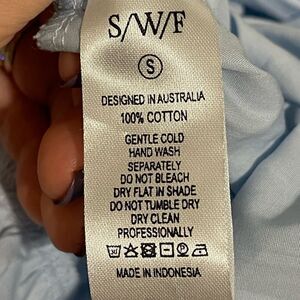 S/W/F
S
DESIGNED IN AUSTRALIA
100% COTTON
GENTLE COLD
HAND WASH
SEPARATELY
DO NOT BLEACH
DRY FLAT IN SHADE
DO NOT TUMBLE DRY
DRY CLEAN
PROFESSIONALLY
MADE IN INDONESIA